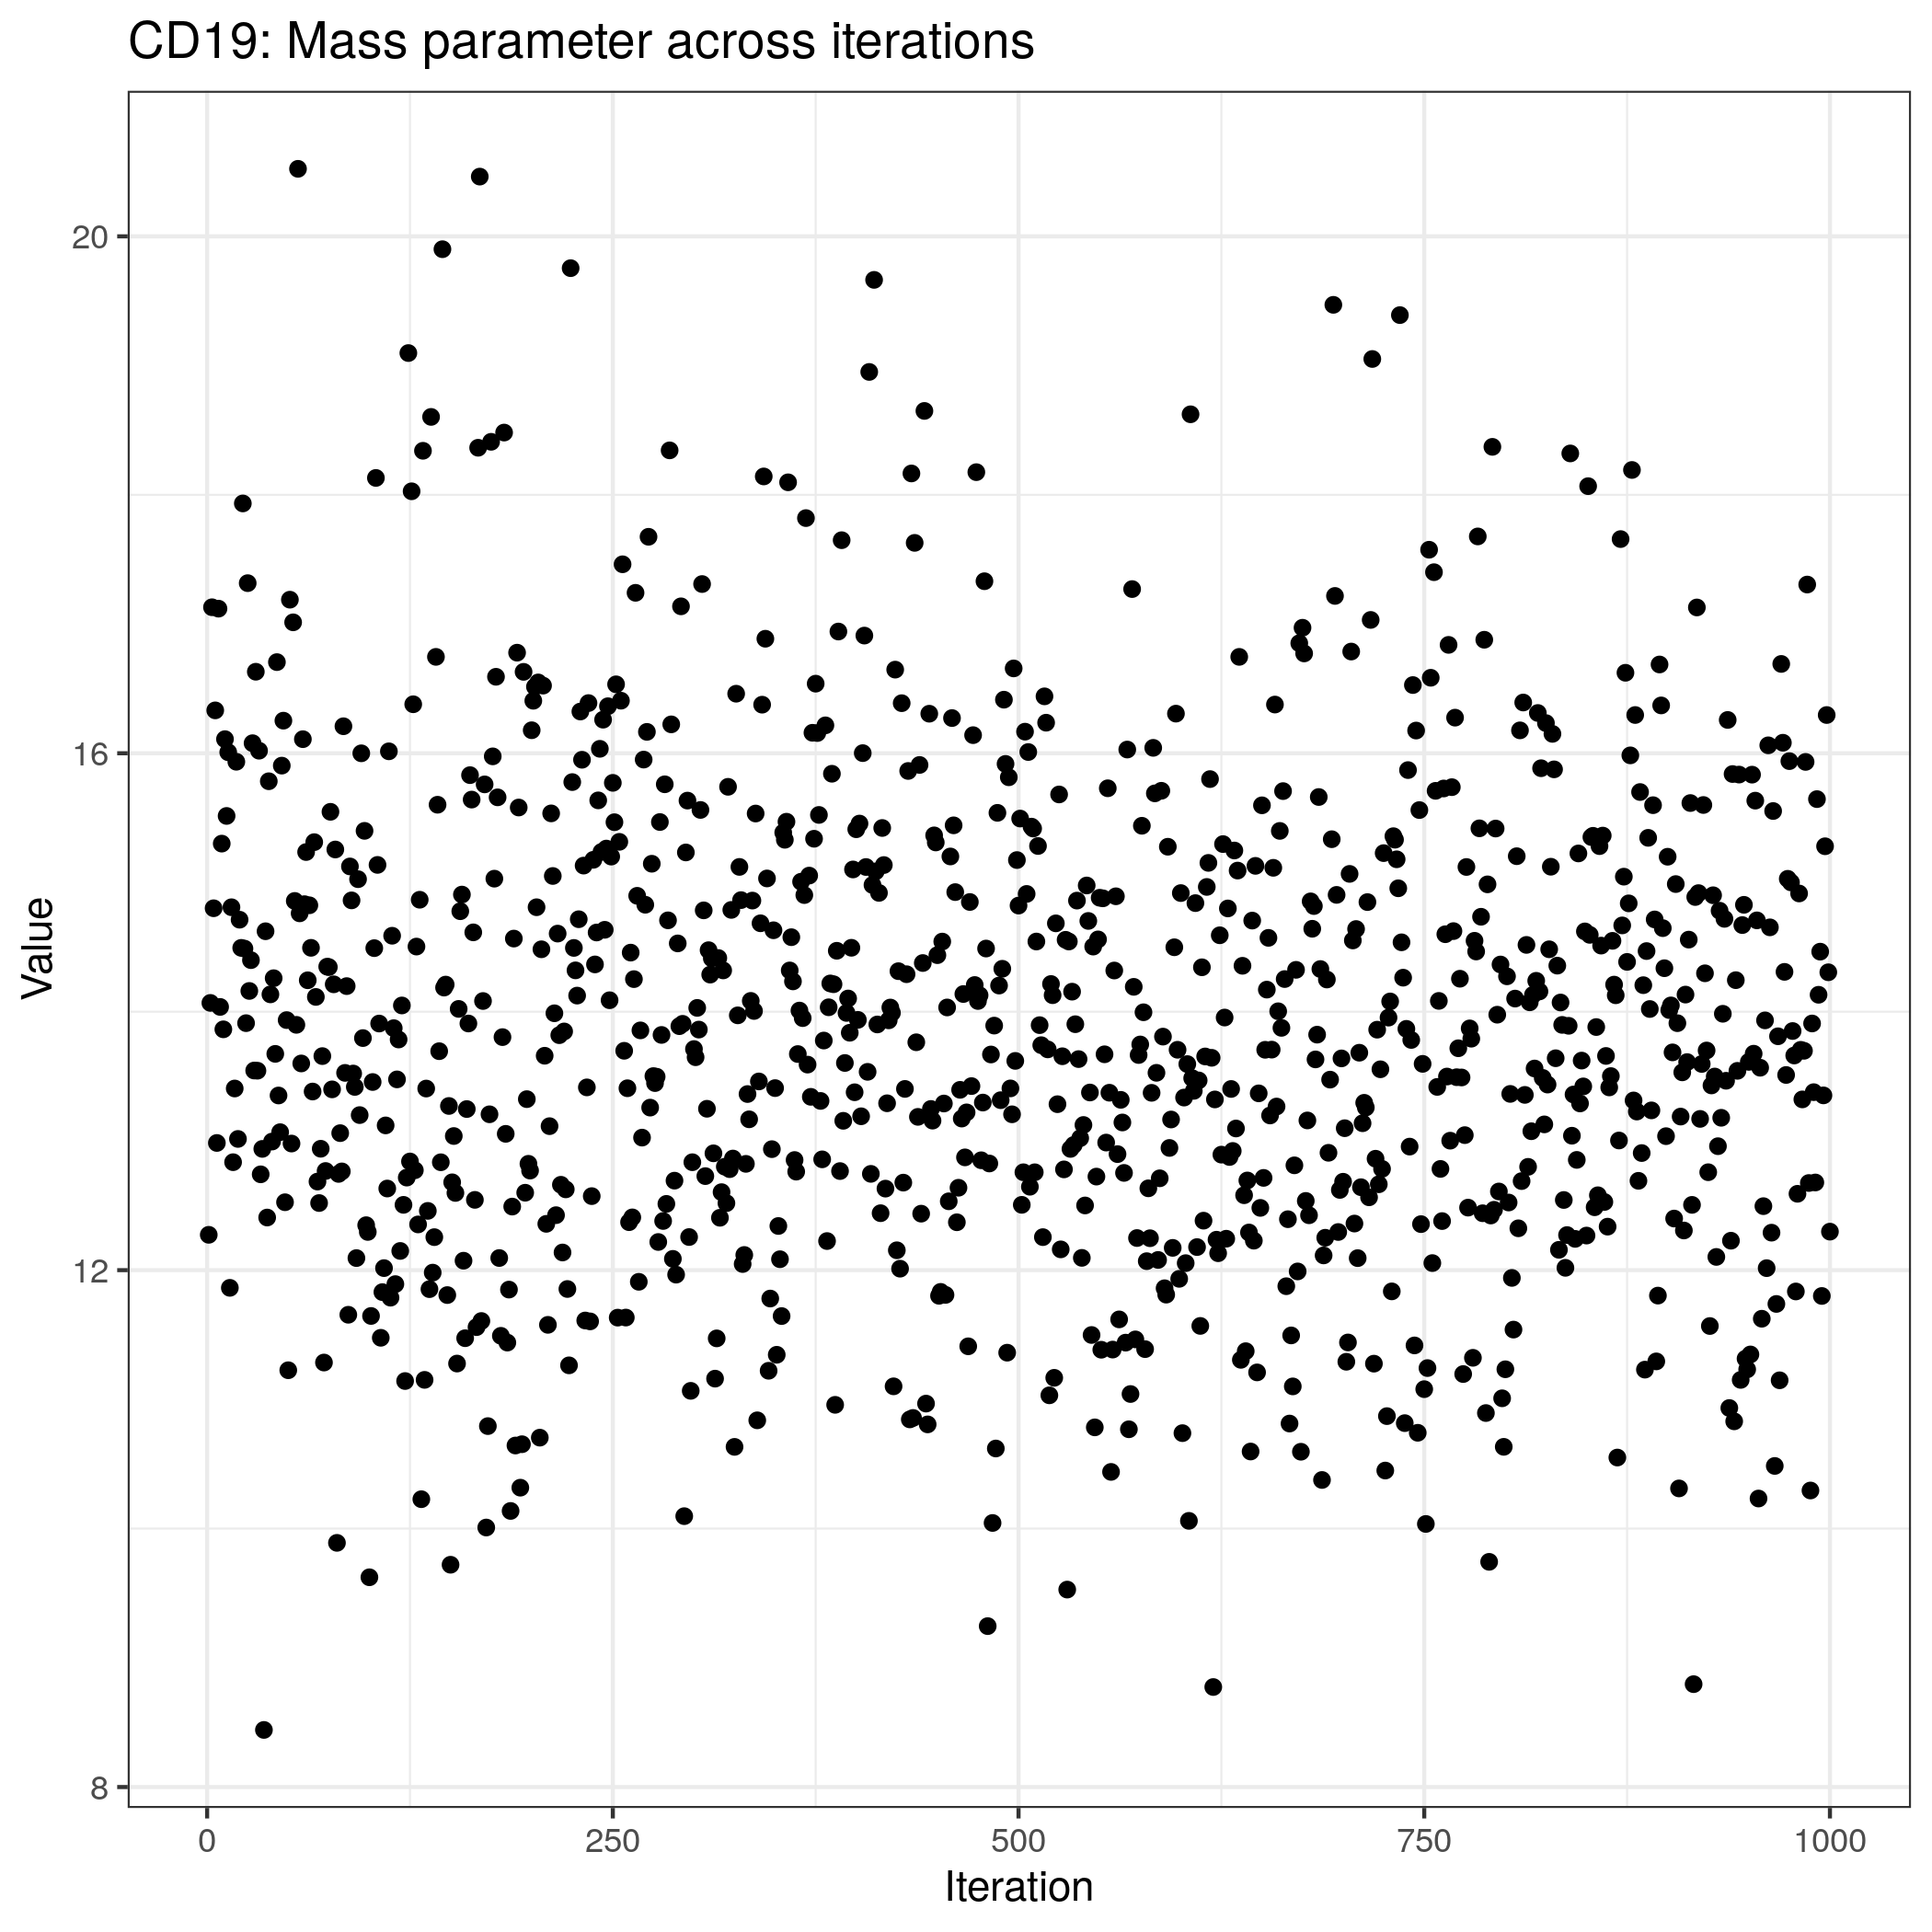 CD19: Mass parameter across iterations
Value
20
16
12
8
0 250 500 750 1000
Iteration